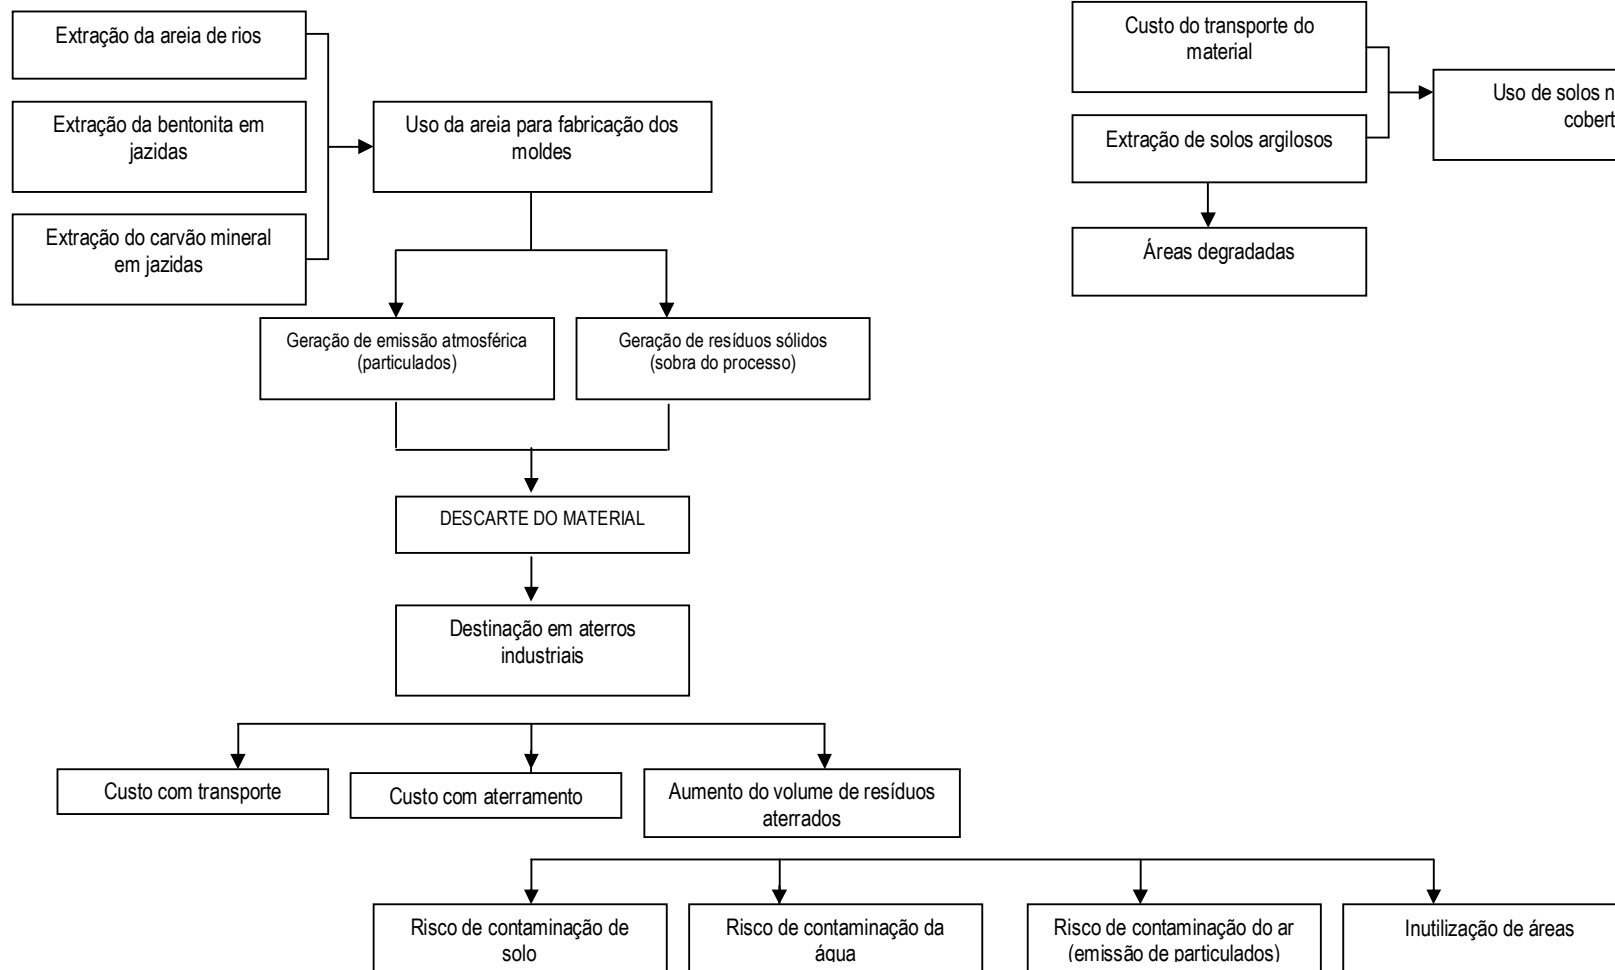 Extração da areia de rios
Extração da bentonita em
jazidas
Extração do carvão mineral
em jazidas
Uso da areia para fabricação dos
moldes
Geração de emissão atmosférica
(particulados)
Geração de resíduos sólidos
(sobra do processo)
DESCARTE DO MATERIAL
Destinação em aterros
industriais
Custo com transporte
Custo com aterramento
Aumento do volume de resíduos
aterrados
Risco de contaminação de
solo
Risco de contaminação da
água
Risco de contaminação do ar
(emissão de particulados)
Inutilização de áreas
Custo do transporte do
material
Extração de solos argilosos
Áreas degradadas
Uso de solos